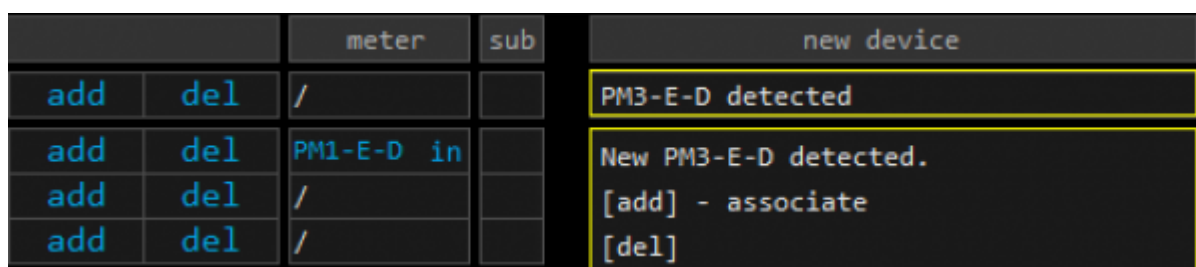 meter sub new device
add del / PM3-E-D detected
add del PM1-E-D in New PM3-E-D detected.
add del / [add] - associate
add del / [del]